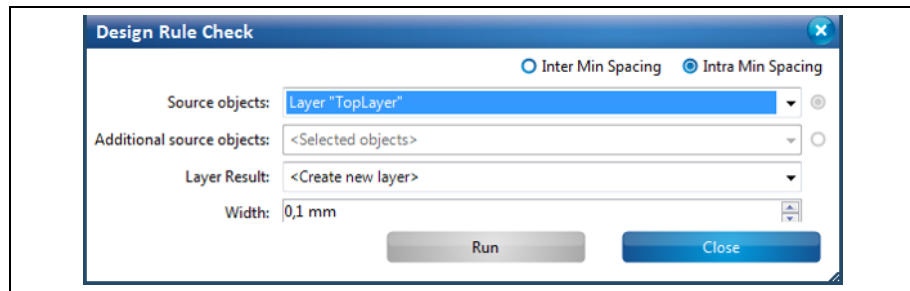 Design Rule Check
Inter Min Spacing Intra Min Spacing
Source objects: Layer "TopLayer"
Additional source objects: <Selected objects>
Layer Result: <Create new layer>
Width: 0,1 mm
Run Close